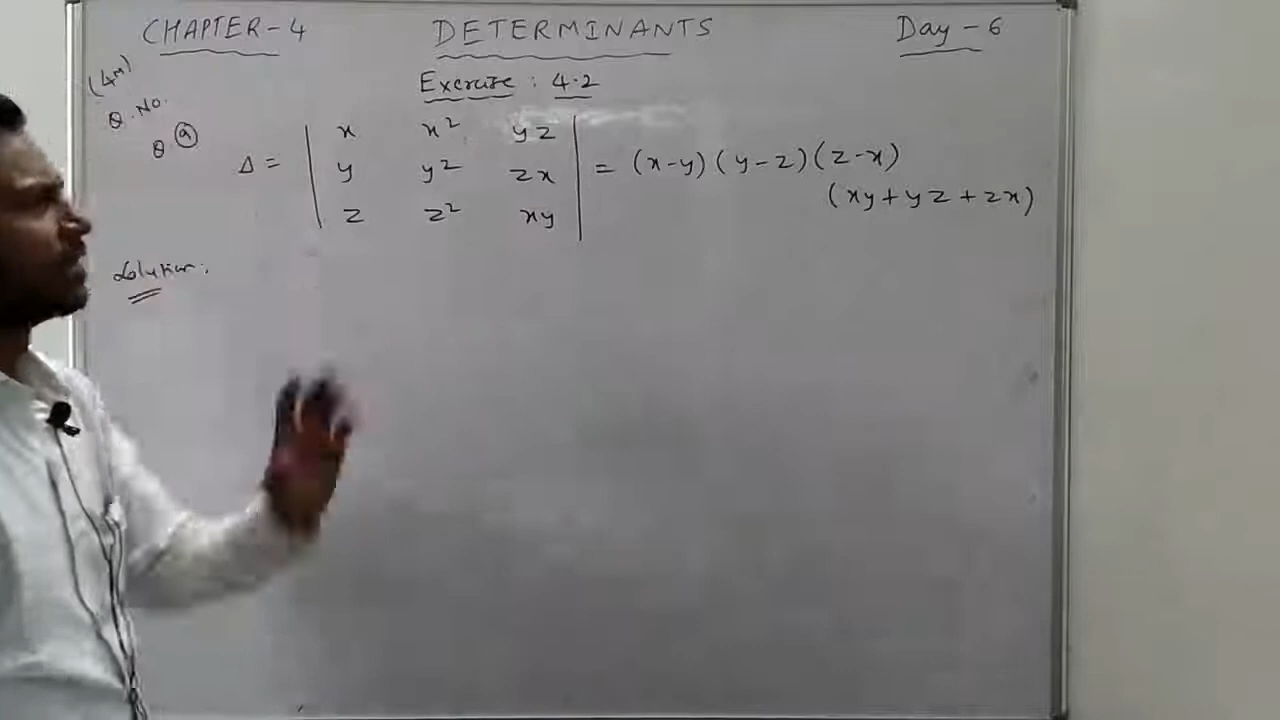 CHAPTER-4 DETERMINANTS Day - 6
(4M) Excrcise : 4.2
Q.No.
Q 9
Δ = | x x² yz | = (x-y)(y-z)(z-x)
| y y² zx | (xy+yz+zx)
| z z² xy |
Solution: